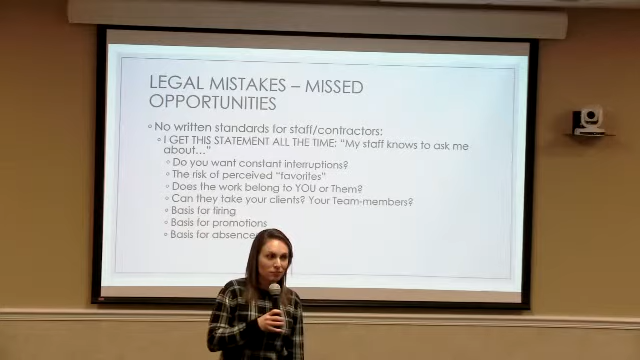 LEGAL MISTAKES – MISSED
OPPORTUNITIES
No written standards for staff/contractors:
I GET THIS STATEMENT ALL THE TIME: “My staff knows to ask me
about…”
Do you want constant interruptions?
The risk of perceived “favorites”
Does the work belong to YOU or Them?
Can they take your clients? Your Team-members?
Basis for firing
Basis for promotions
Basis for